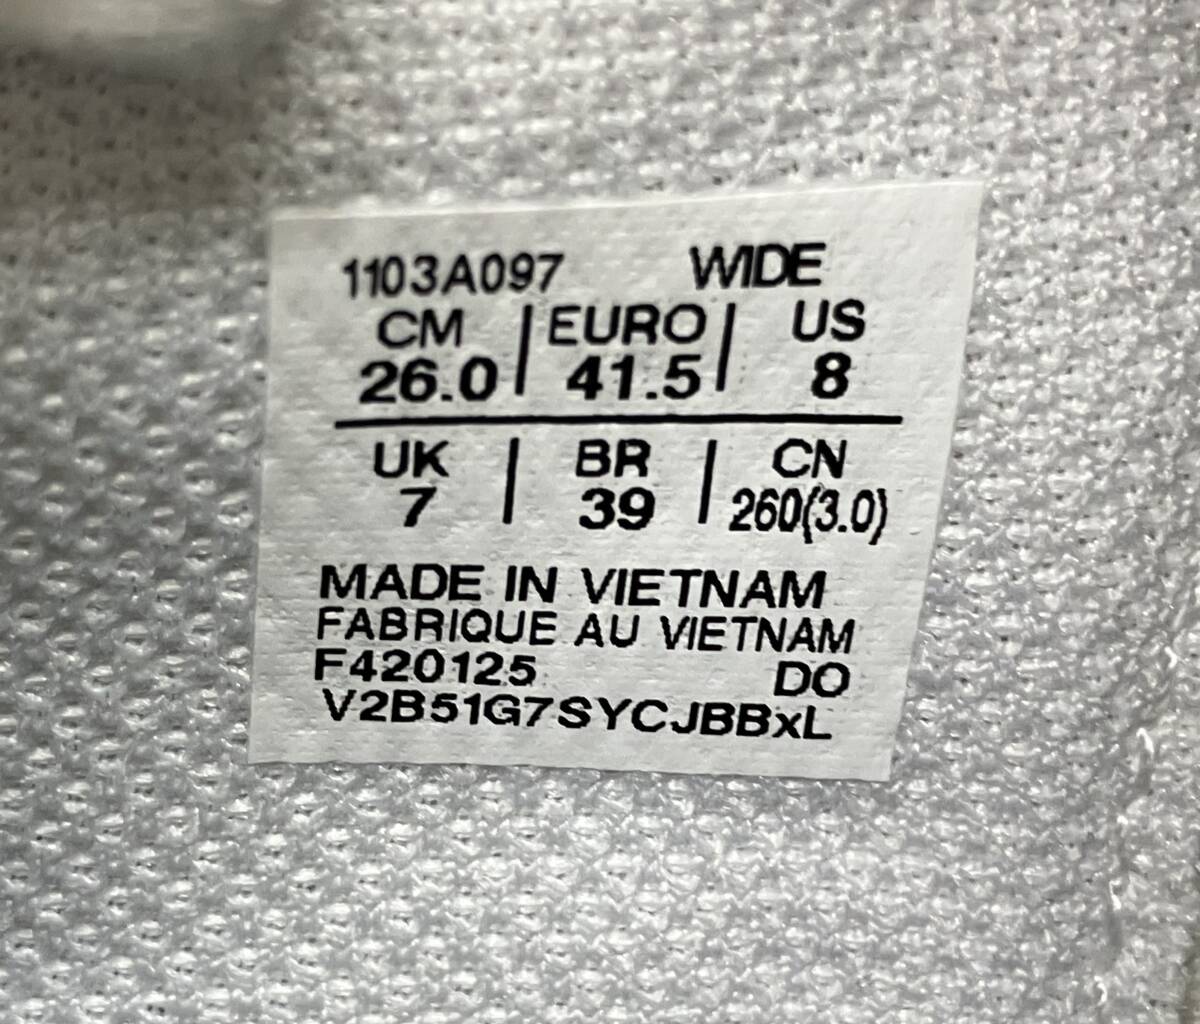 1103A097 WIDE
CM | EURO | US
26.0 | 41.5 | 8
UK | BR | CN
7 | 39 | 260(3.0)
MADE IN VIETNAM
FABRIQUE AU VIETNAM
F420125 DO
V2B51G7SYCJBBxL